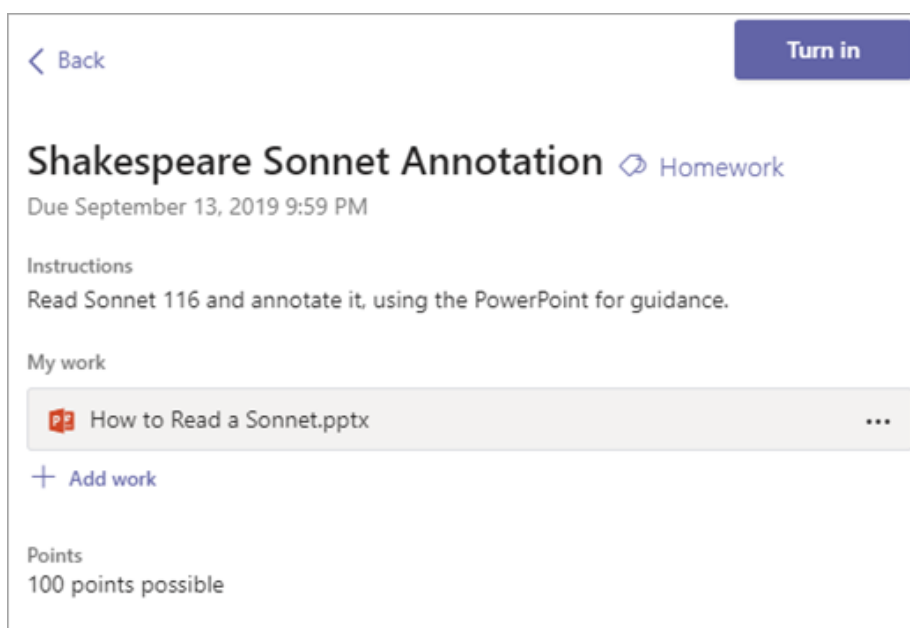 Back
Turn in
Shakespeare Sonnet Annotation Homework
Due September 13, 2019 9:59 PM
Instructions
Read Sonnet 116 and annotate it, using the PowerPoint for guidance.
My work
How to Read a Sonnet.pptx
Add work
Points
100 points possible